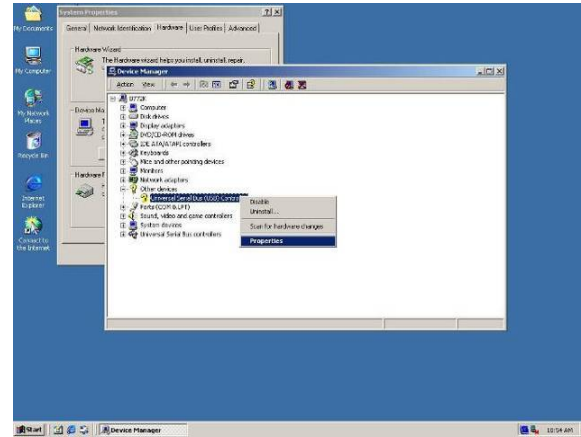 My Documents
My Computer
My Network
Places
Recycle Bin
Internet
Explorer
Connect to
the Internet
System Properties
General
Network Identification
Hardware
User Profiles
Advanced
Hardware Wizard
The Hardware wizard helps you install, uninstall, repair,
Device Manager
Action View
Computer
Disk drives
Display adapters
DVD/CD-ROM drives
IDE ATA/ATAPI controllers
Keyboards
Mice and other pointing devices
Monitors
Network adapters
Other devices
Universal Serial Bus (USB) Contro
Ports (COM & LPT)
Sound, video and game controllers
System devices
Universal Serial Bus controllers
Disable
Uninstall...
Scan for hardware changes
Properties
Start
Device Manager
10:54 AM